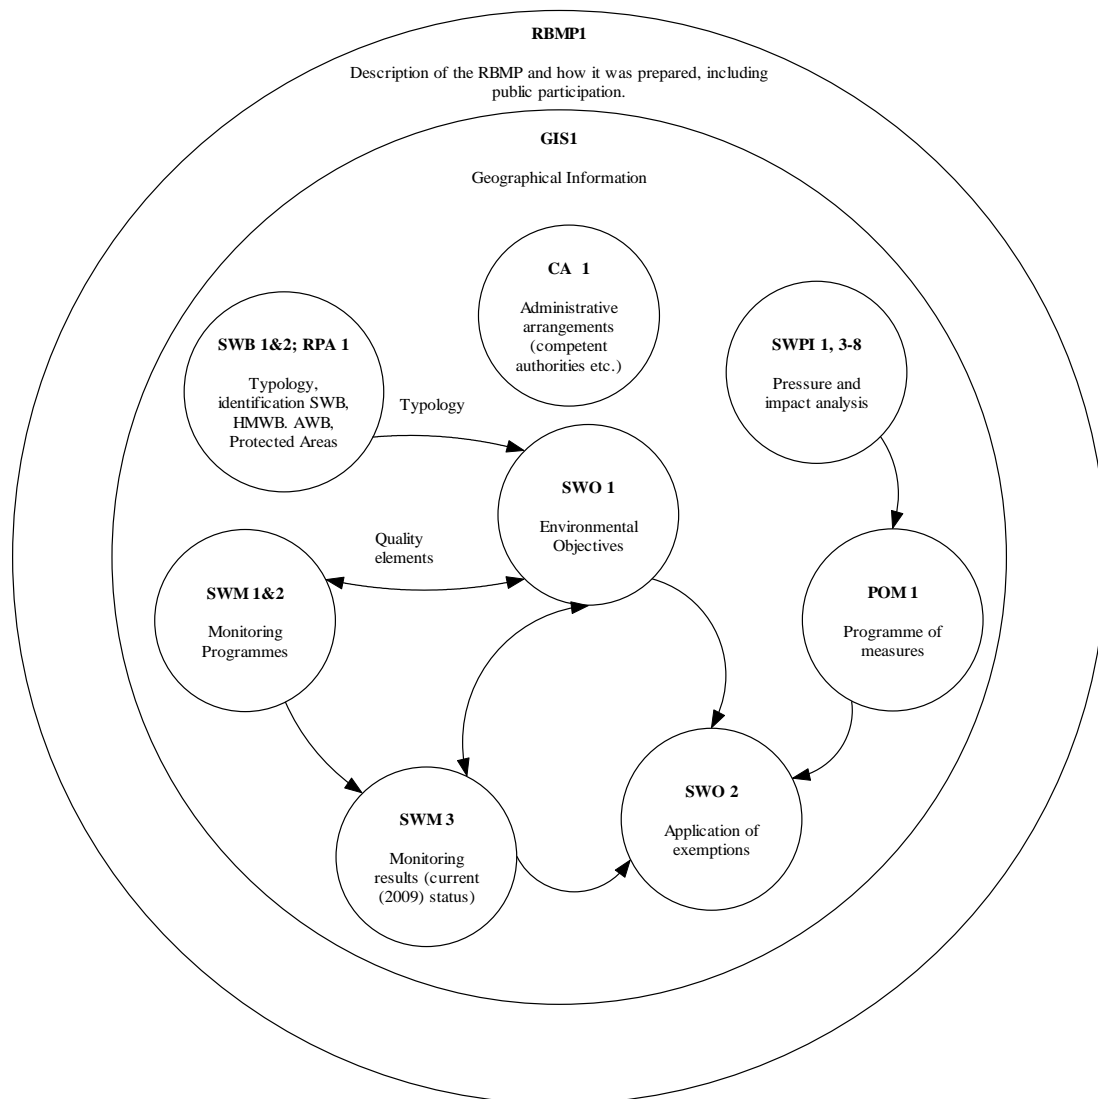 RBMP1
Description of the RBMP and how it was prepared, including
public participation.
GIS1
Geographical Information
CA 1
Administrative
arrangements
(competent
authorities etc.)
SWB 1&2; RPA 1
Typology,
identification SWB,
HMWB. AWB,
Protected Areas
SWPI 1, 3-8
Pressure and
impact analysis
Typology
SWO 1
Environmental
Objectives
Quality
elements
SWM 1&2
Monitoring
Programmes
POM 1
Programme of
measures
SWM 3
Monitoring
results (current
(2009) status)
SWO 2
Application of
exemptions